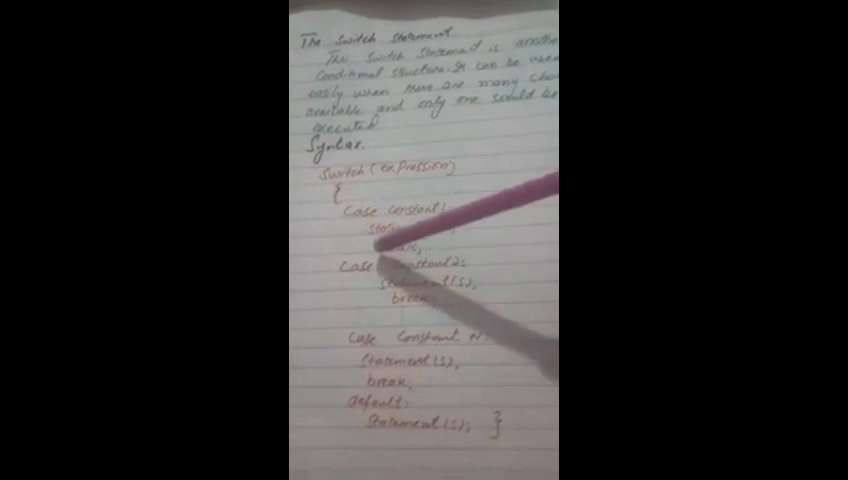 The Switch Statement
The Switch Statement is
Conditional Structure. It can be used
easily when there are many
available and only one should be
executed.
Syntax.
Switch (expression)
{
Case constant1
break;
Case constant2:
statement(s);
break
Case Constant N
Statement(s);
break;
default:
Statement(s); }